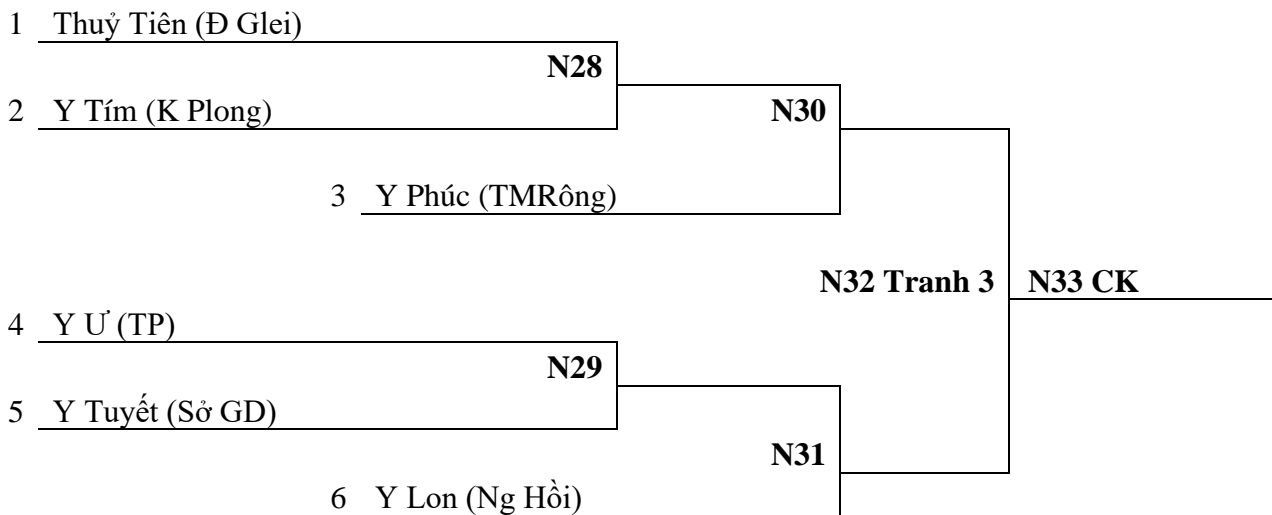 1 Thuỷ Tiên (Đ Glei)
N28
2 Y Tím (K Plong)
N30
3 Y Phúc (TMRông)
N32 Tranh 3 N33 CK
4 Y Ư (TP)
N29
5 Y Tuyết (Sở GD)
N31
6 Y Lon (Ng Hồi)